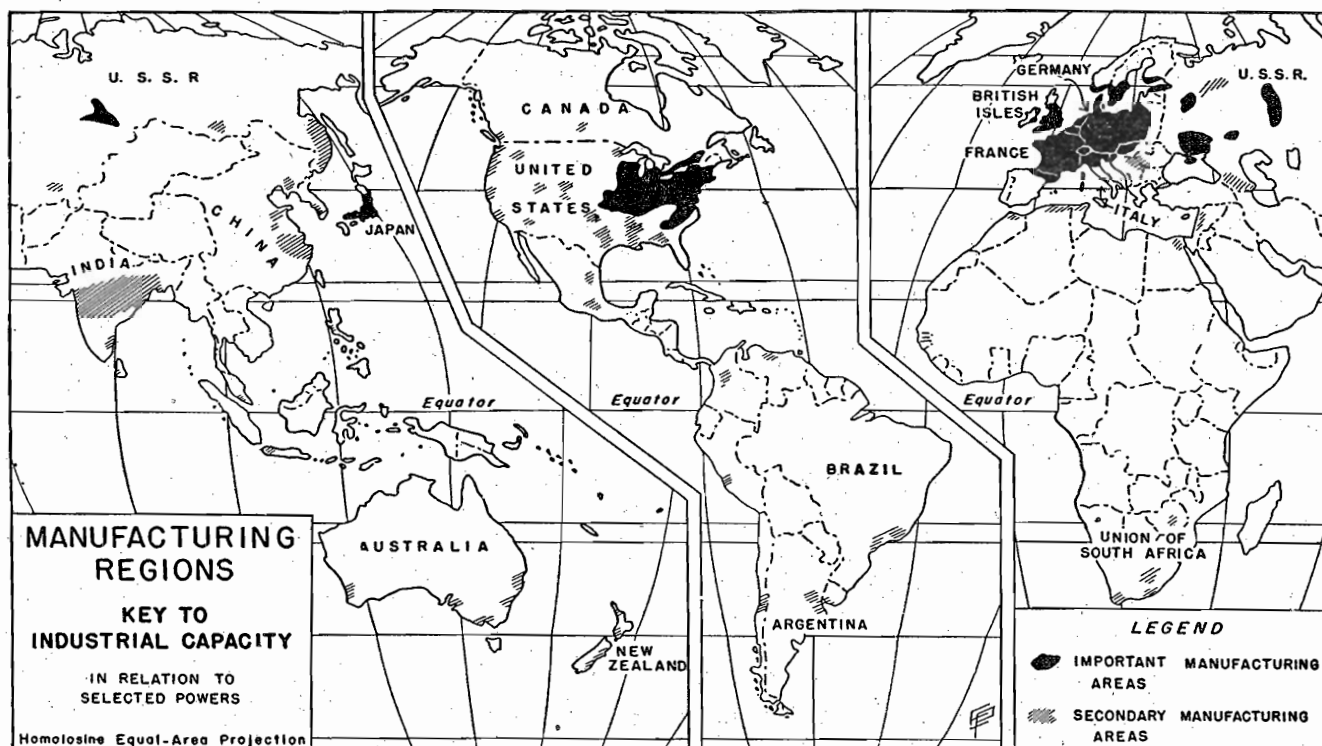 U. S. S. R
CHINA
INDIA
JAPAN
Equator
AUSTRALIA
NEW
ZEALAND
CANADA
UNITED
STATES
Equator
BRAZIL
ARGENTINA
GERMANY
BRITISH
ISLES
FRANCE
ITALY
U.S.S.R.
Equator
UNION OF
SOUTH AFRICA
MANUFACTURING
REGIONS
KEY TO
INDUSTRIAL CAPACITY
IN RELATION TO
SELECTED POWERS
Homolosine Equal-Area Projection
LEGEND
IMPORTANT MANUFACTURING
AREAS
SECONDARY MANUFACTURING
AREAS